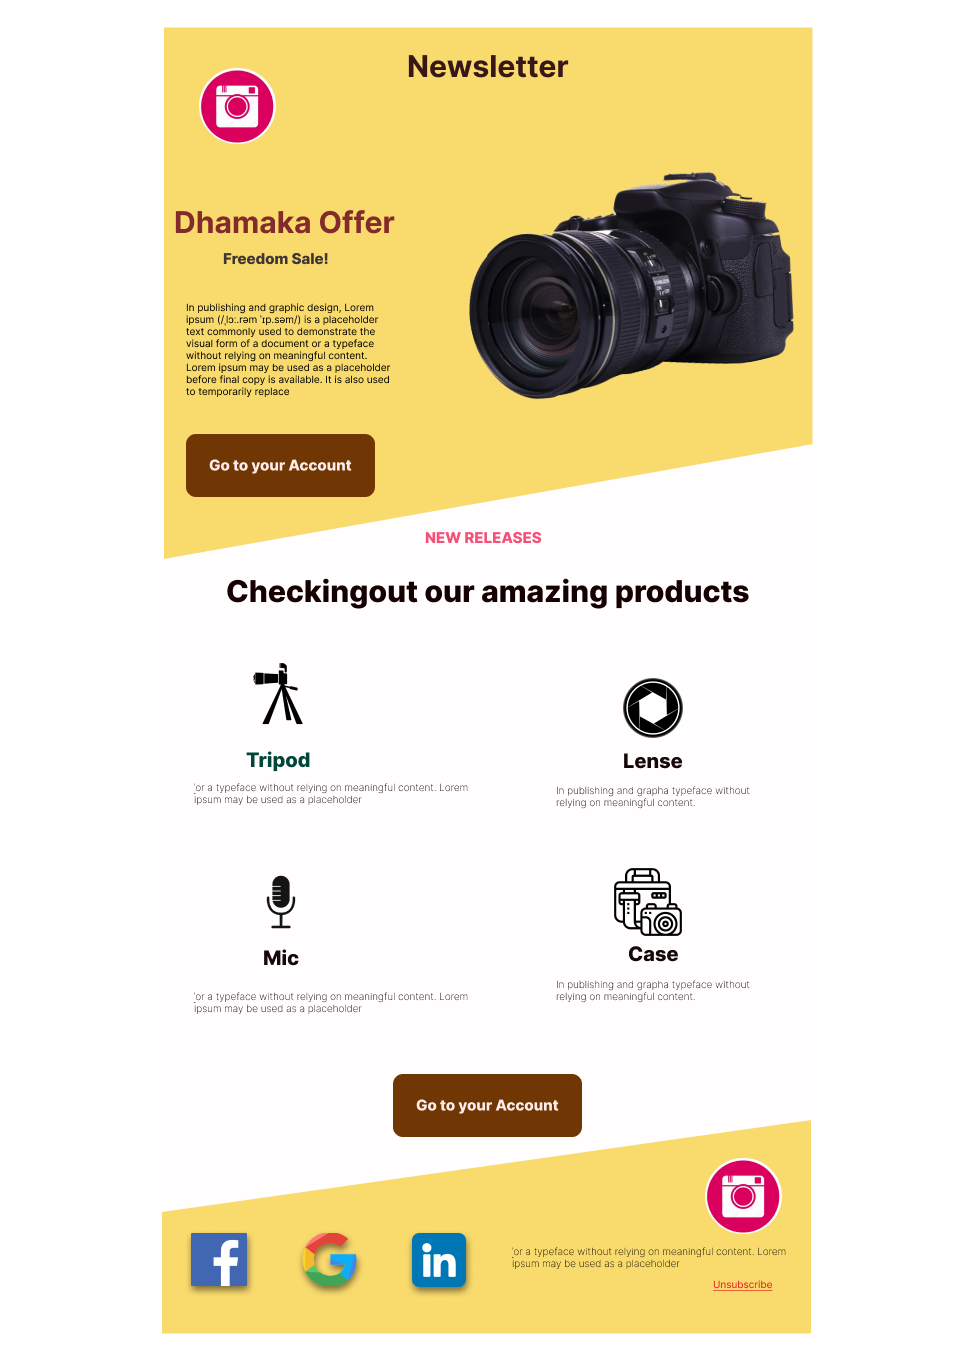 Newsletter
Dhamaka Offer
Freedom Sale!
In publishing and graphic design, Lorem
ipsum (/ˌlɔː.rəm ˈɪp.səm/) is a placeholder
text commonly used to demonstrate the
visual form of a document or a typeface
without relying on meaningful content.
Lorem ipsum may be used as a placeholder
before final copy is available. It is also used
to temporarily replace
Go to your Account
NEW RELEASES
Checkingout our amazing products
Tripod
'or a typeface without relying on meaningful content. Lorem
ipsum may be used as a placeholder
Lense
In publishing and grapha typeface without
relying on meaningful content.
Mic
'or a typeface without relying on meaningful content. Lorem
ipsum may be used as a placeholder
Case
In publishing and grapha typeface without
relying on meaningful content.
Go to your Account
'or a typeface without relying on meaningful content. Lorem
ipsum may be used as a placeholder
Unsubscribe